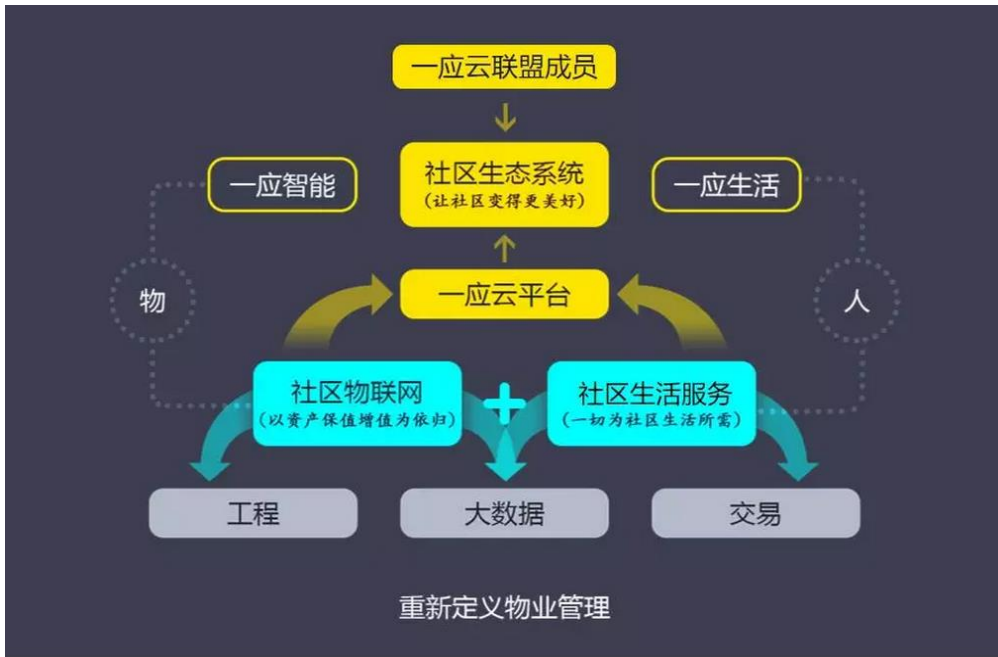 一应云联盟成员
一应智能
社区生态系统
(让社区变得更美好)
一应生活
物
一应云平台
人
社区物联网
(以资产保值增值为依归)
社区生活服务
(一切为社区生活所需)
工程
大数据
交易
重新定义物业管理